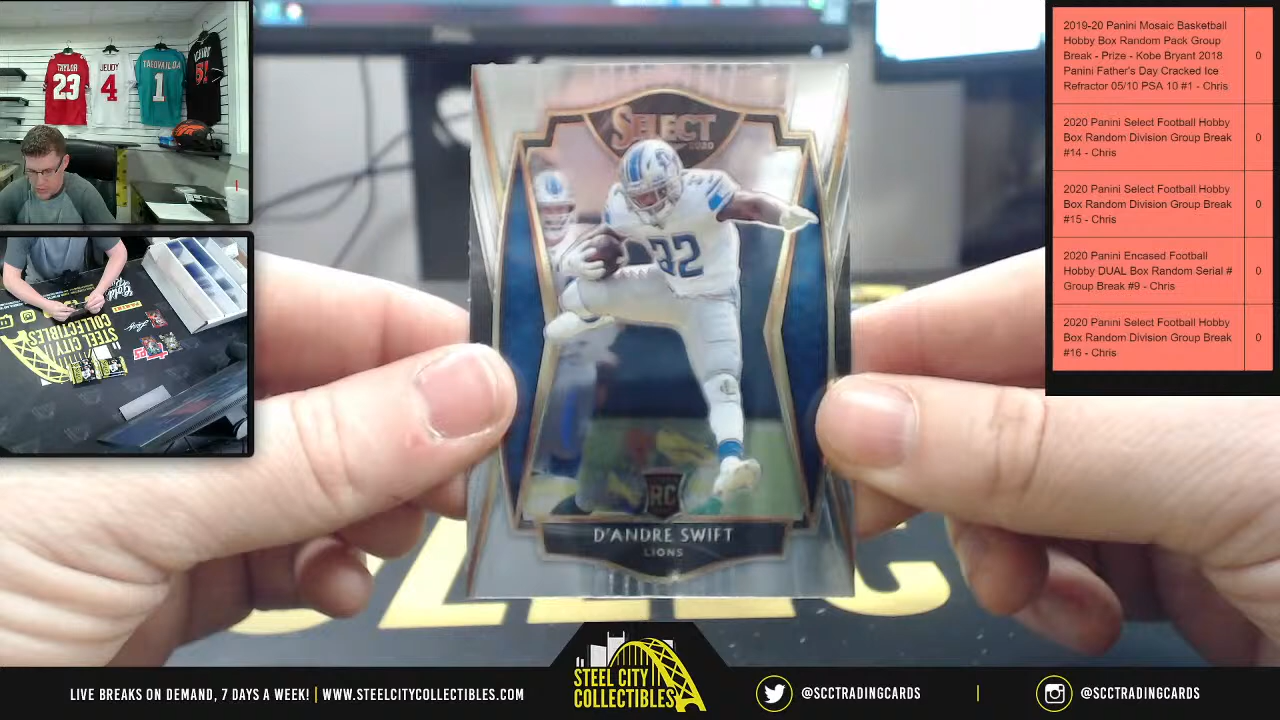 TAYLOR
23
JEUDY
4
TAGOVAILOA
1
51
STEEL CITY
COLLECTIBLES
SELECT
2020
32
RC
D'ANDRE SWIFT
LIONS
2019-20 Panini Mosaic Basketball
Hobby Box Random Pack Group
Break - Prize - Kobe Bryant 2018
Panini Father's Day Cracked Ice
Refractor 05/10 PSA 10 #1 - Chris
0
2020 Panini Select Football Hobby
Box Random Division Group Break
#14 - Chris
0
2020 Panini Select Football Hobby
Box Random Division Group Break
#15 - Chris
0
2020 Panini Encased Football
Hobby DUAL Box Random Serial #
Group Break #9 - Chris
0
2020 Panini Select Football Hobby
Box Random Division Group Break
#16 - Chris
0
LIVE BREAKS ON DEMAND, 7 DAYS A WEEK! | WWW.STEELCITYCOLLECTIBLES.COM
STEEL CITY
COLLECTIBLES
@SCCTRADINGCARDS
@SCCTRADINGCARDS